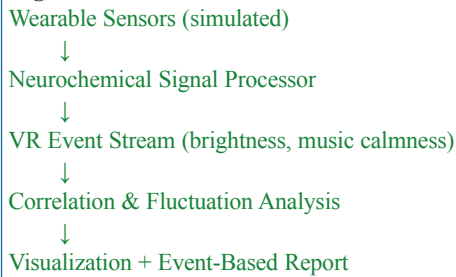 Wearable Sensors (simulated)
↓
Neurochemical Signal Processor
↓
VR Event Stream (brightness, music calmness)
↓
Correlation & Fluctuation Analysis
↓
Visualization + Event-Based Report